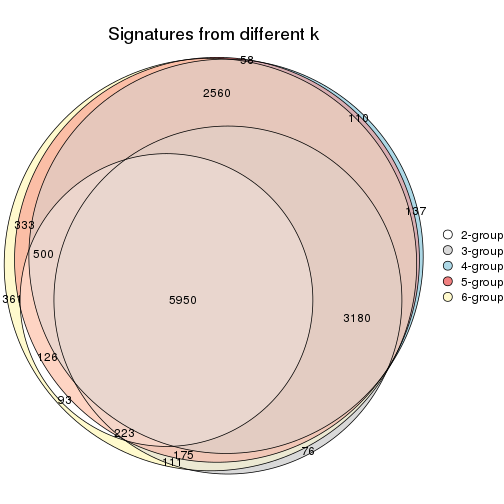 Signatures from different k
58
2560
110
137
333
500
2-group
3-group
4-group
5-group
6-group
361
5950
3180
126
93
223
175
111
76